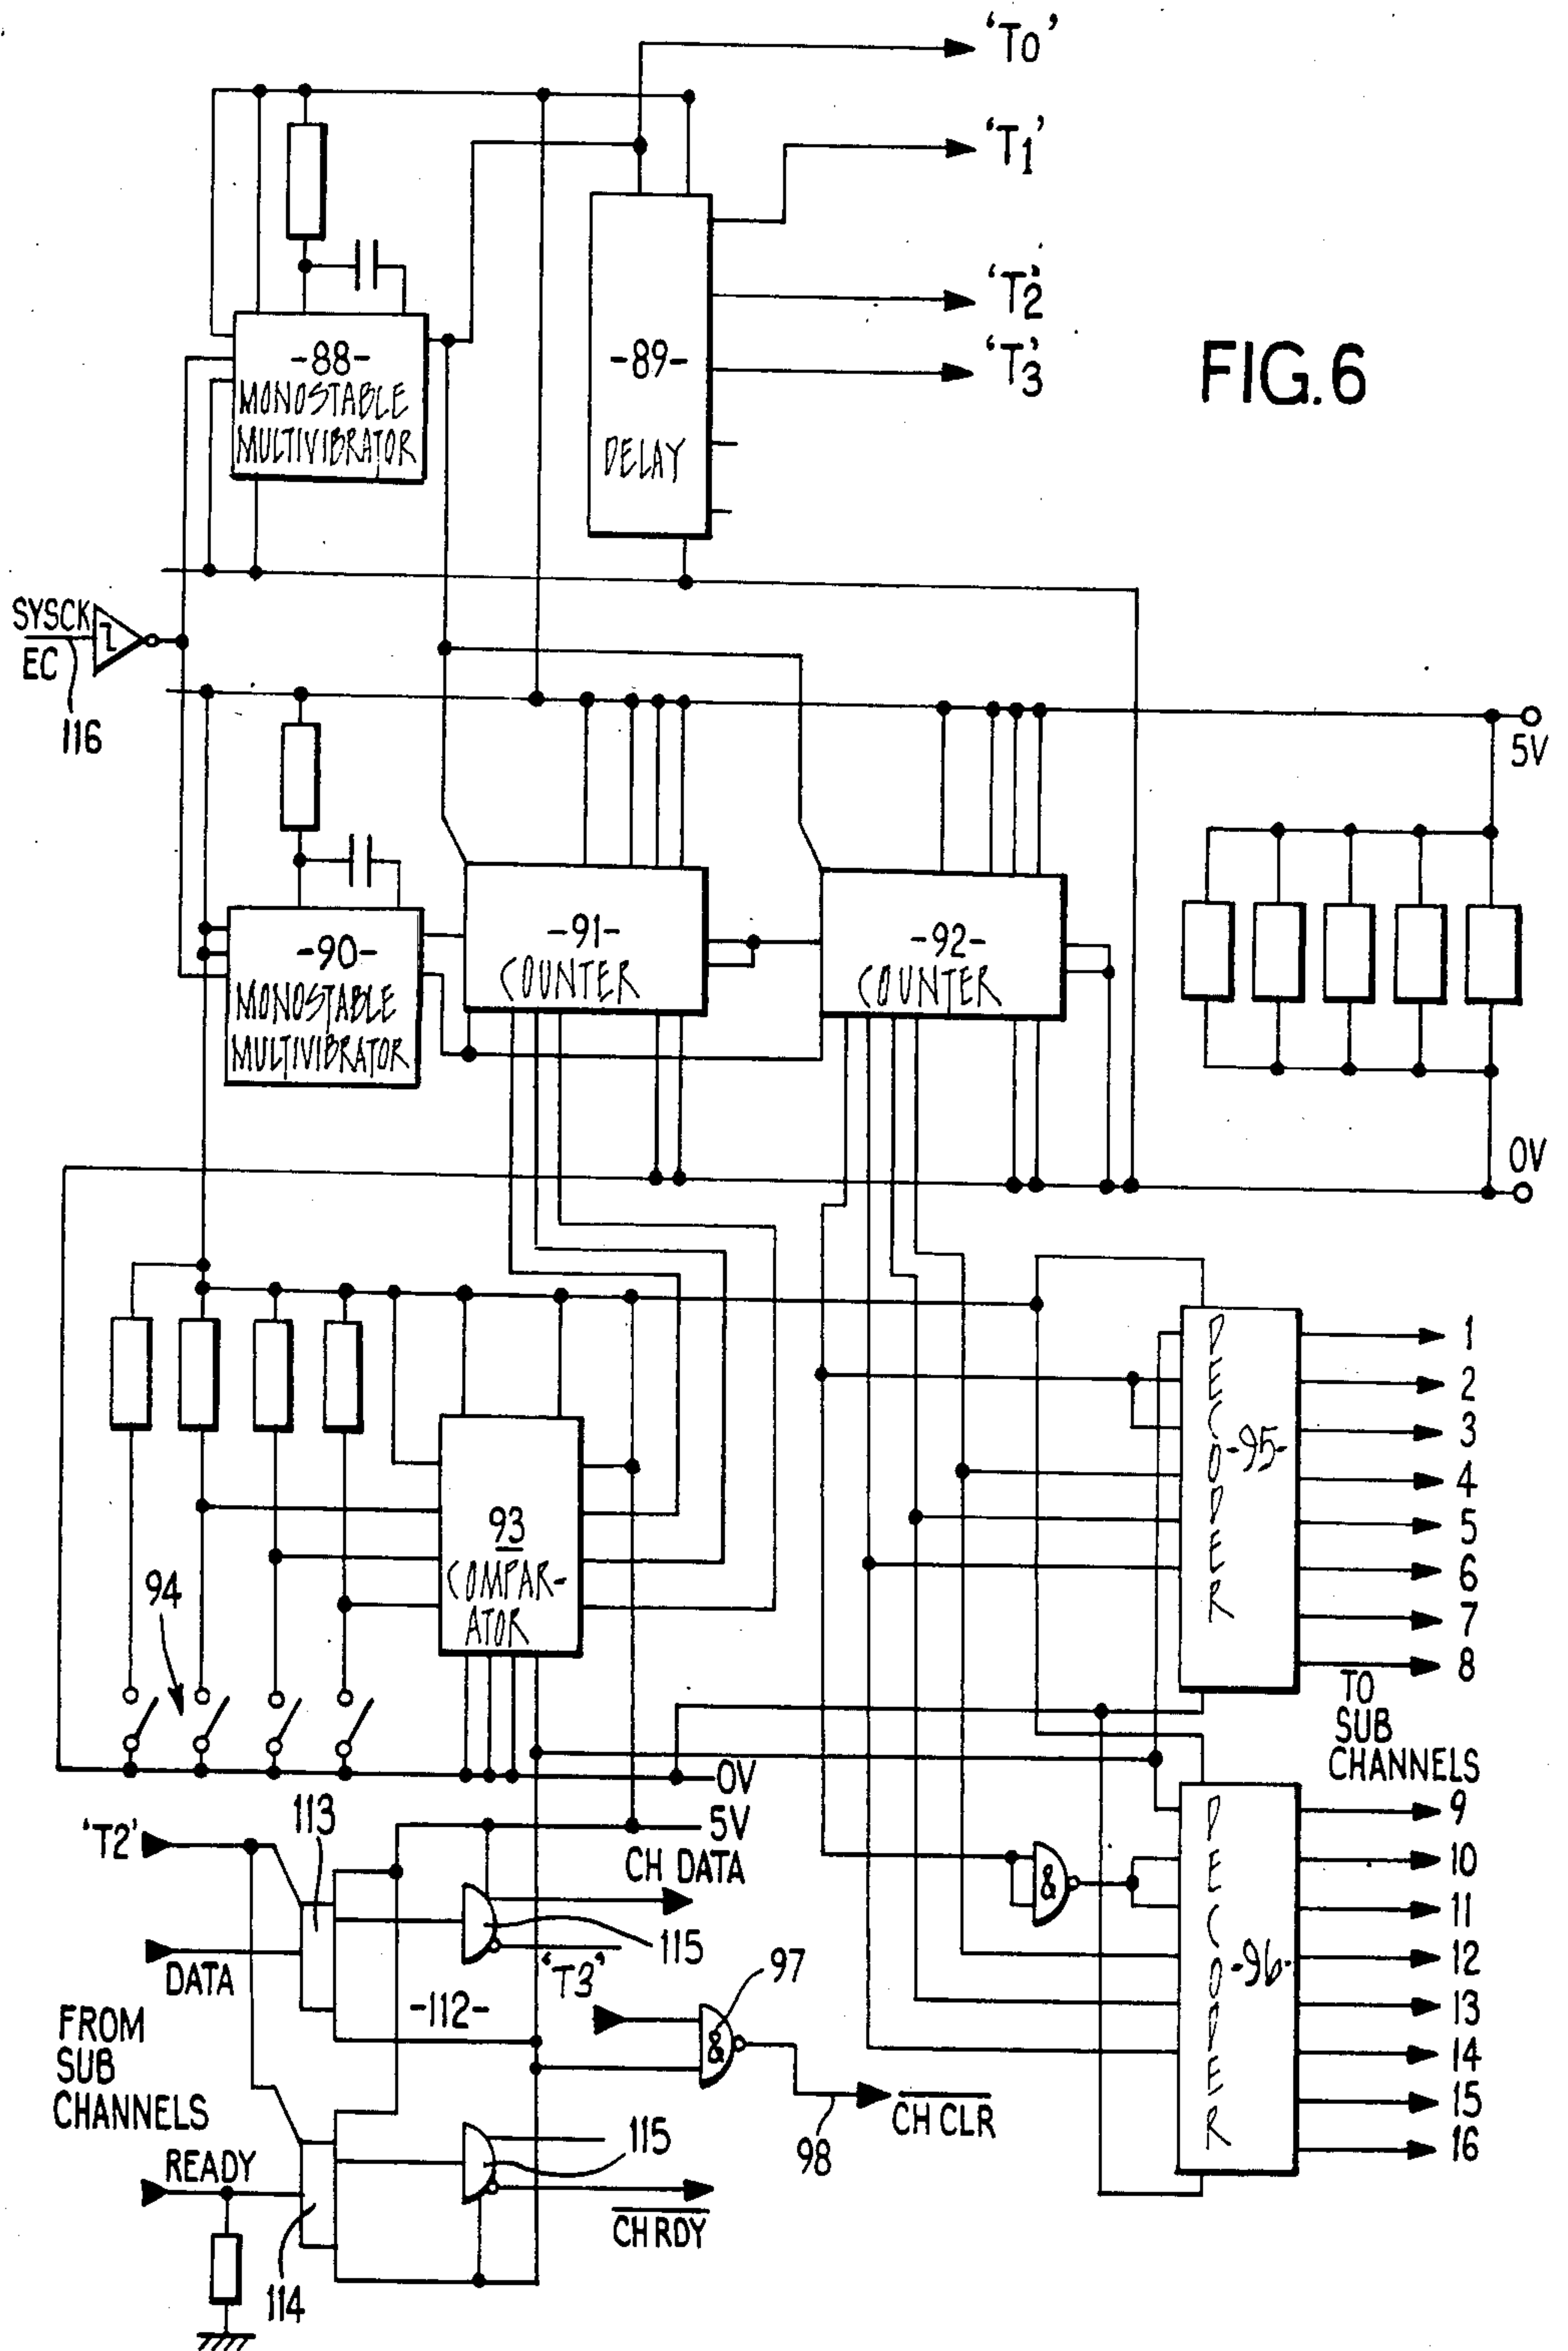 'T0'
'T1'
'T2'
'T3'
FIG.6
-88-
MONOSTABLE
MULTIVIBRATOR
-89-
DELAY
SYSCK
EC
116
5V
-90-
MONOSTABLE
MULTIVIBRATOR
-91-
COUNTER
-92-
COUNTER
0V
93
COMPAR-
ATOR
94
DECODER
-95-
1
2
3
4
5
6
7
8
TO
SUB
CHANNELS
0V
5V
'T2'
113
CH DATA
115
DATA
"T3"
-112-
97
&
&
FROM
SUB
CHANNELS
CH CLR
98
READY
115
CH RDY
114
DECODER
-96-
9
10
11
12
13
14
15
16